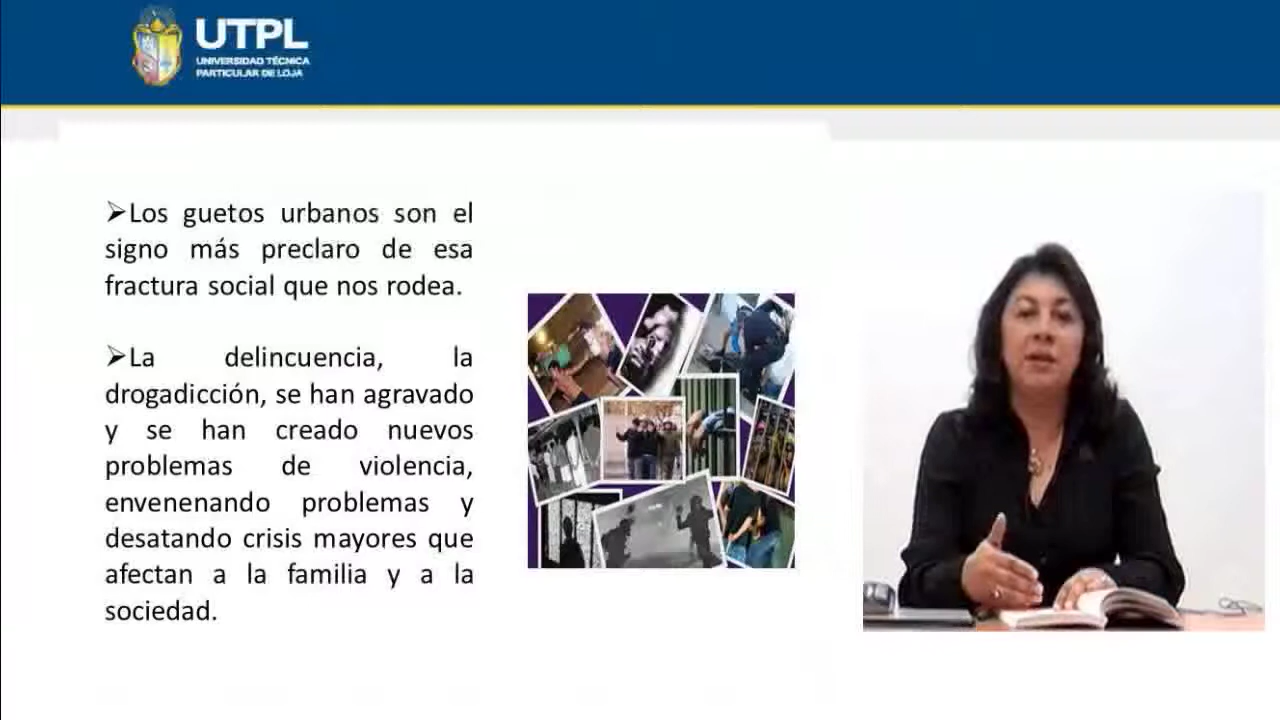 UTPL
UNIVERSIDAD TÉCNICA
PARTICULAR DE LOJA
➢Los guetos urbanos son el
signo más preclaro de esa
fractura social que nos rodea.
➢La delincuencia, la
drogadicción, se han agravado
y se han creado nuevos
problemas de violencia,
envenenando problemas y
desatando crisis mayores que
afectan a la familia y a la
sociedad.